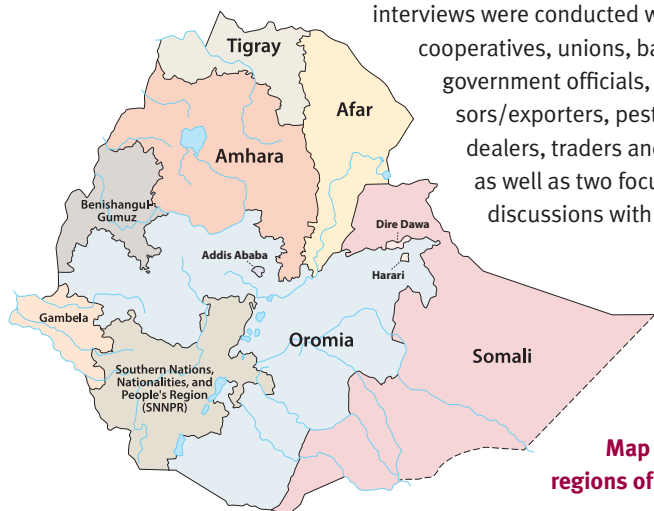 interviews were conducted w
cooperatives, unions, ba
government officials,
sors/exporters, pest
dealers, traders and
as well as two focu
discussions with
Tigray
Afar
Amhara
Benishangul-
Gumuz
Dire Dawa
Addis Ababa
Harari
Gambela
Oromia
Somali
Southern Nations,
Nationalities, and
People's Region
(SNNPR)
Map
regions of